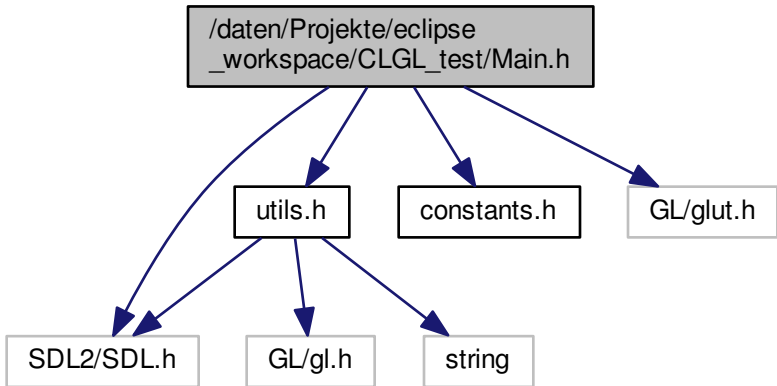 /daten/Projekte/eclipse
_workspace/CLGL_test/Main.h
utils.h
constants.h
GL/glut.h
SDL2/SDL.h
GL/gl.h
string